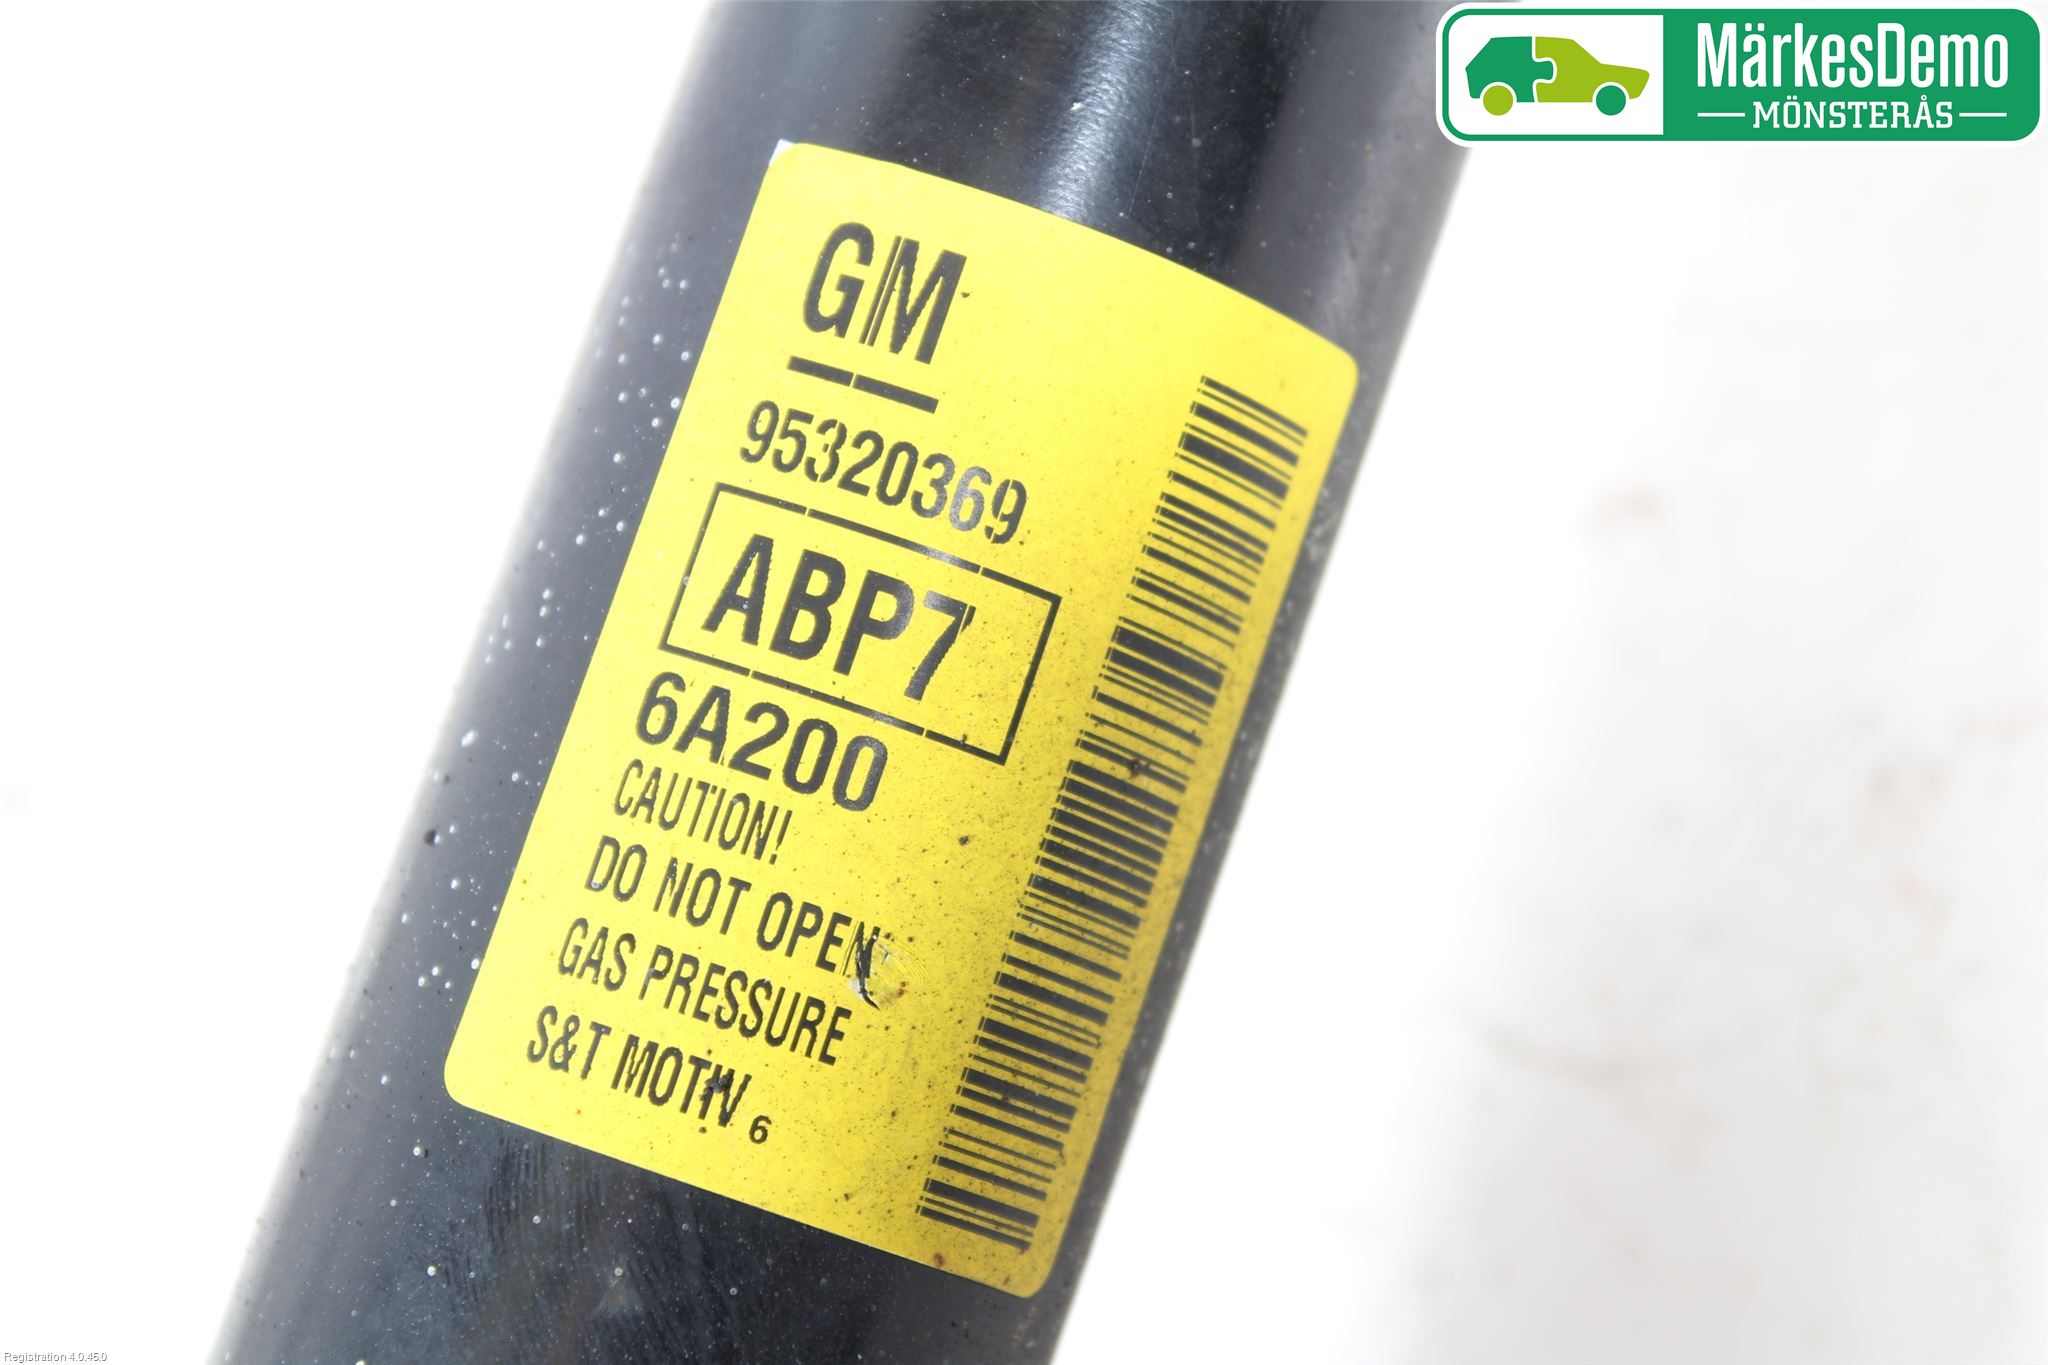 MärkesDemo
MÖNSTERÅS
GM
95320369
ABP7
6A200
CAUTION!
DO NOT OPEN
GAS PRESSURE
S&T MOTIV 6
Registration 4.0.45.0